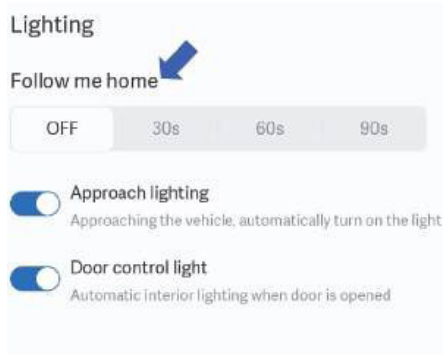 Lighting
Follow me home
OFF 30s 60s 90s
Approach lighting
Approaching the vehicle, automatically turn on the light
Door control light
Automatic interior lighting when door is opened